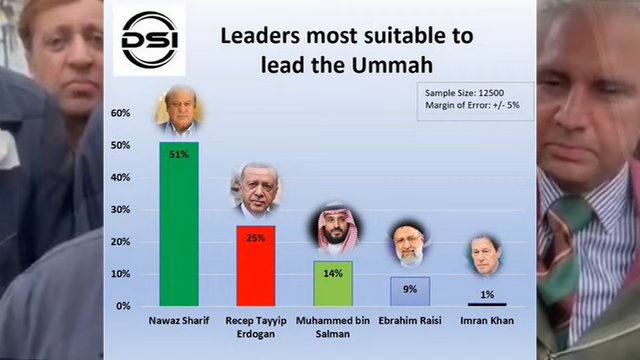 DSI
Leaders most suitable to
lead the Ummah
Sample Size: 12500
Margin of Error: +/- 5%
60%
50%
40%
30%
20%
10%
0%
51%
25%
14%
9%
1%
Nawaz Sharif
Recep Tayyip
Erdogan
Muhammed bin
Salman
Ebrahim Raisi
Imran Khan